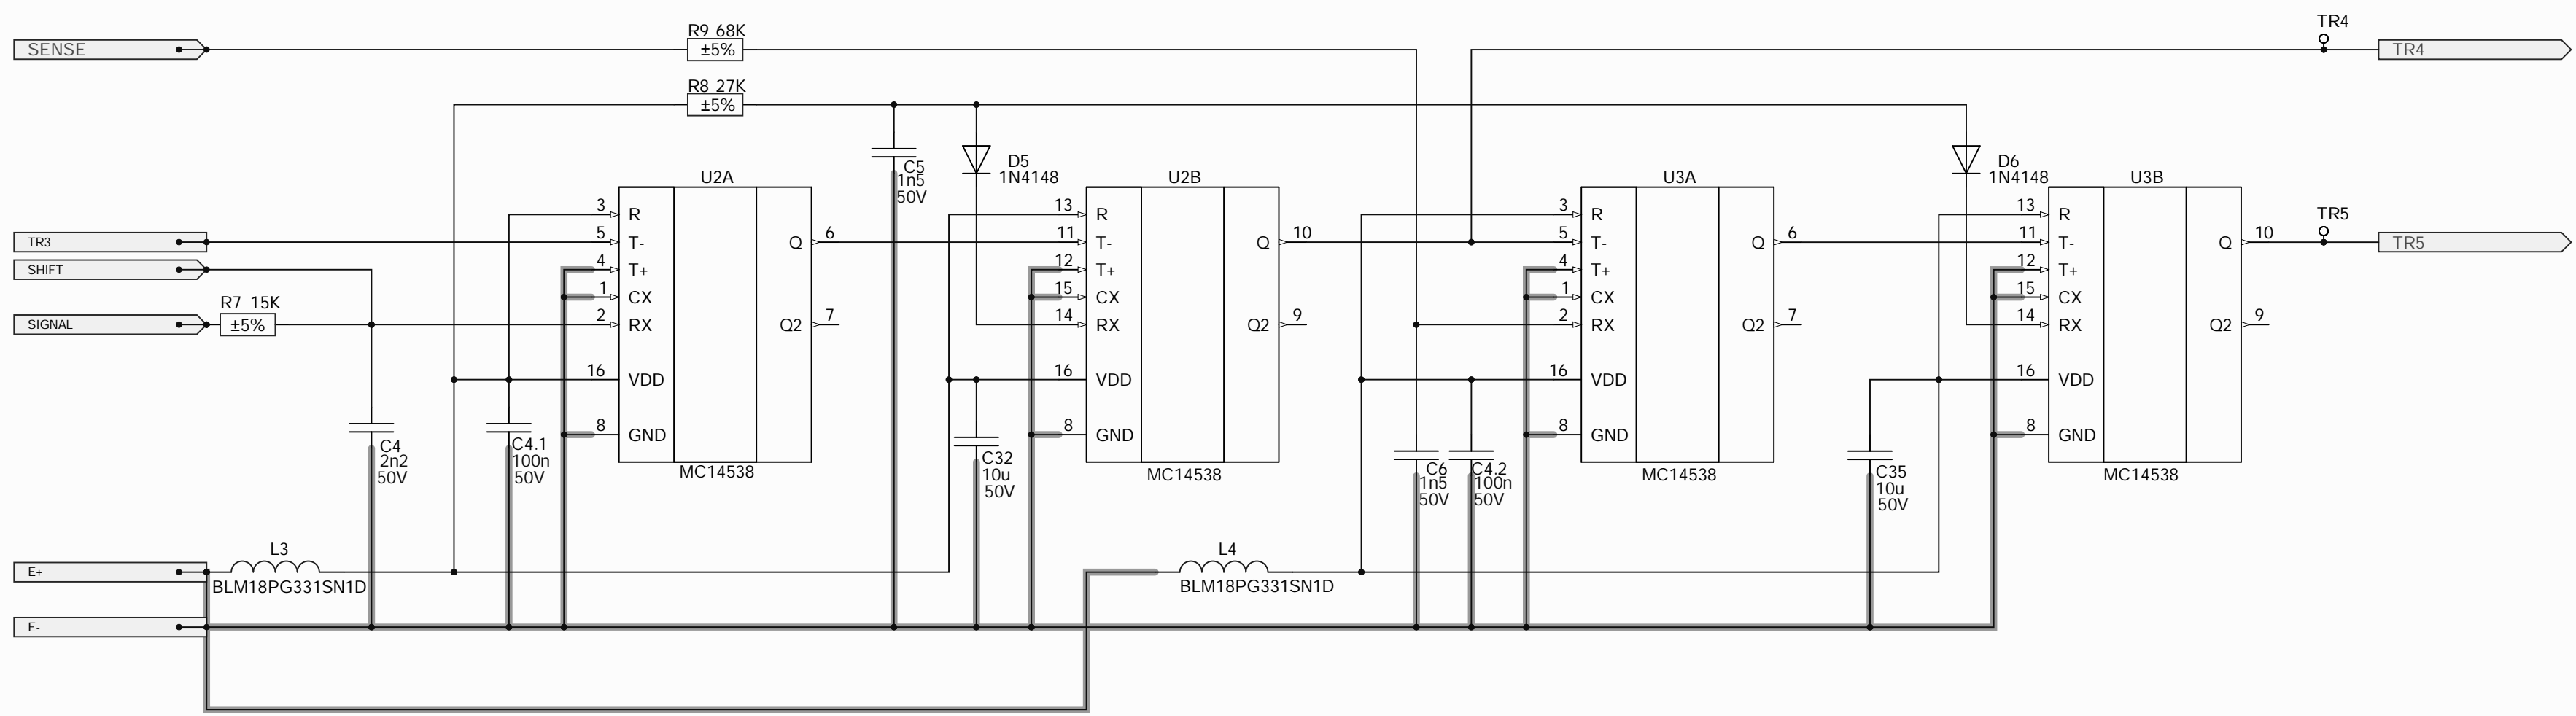 TR4
R9 68K
SENSE
±5%
TR4
R8 27K
±5%
C5
1n5
50V
D5
1N4148
D6
1N4148
U2A
U2B
U3A
U3B
3 R
13 R
3 R
13 R
TR5
TR3
5 T-
Q 6
11 T-
Q 10
5 T-
Q 6
11 T-
Q 10
TR5
SHIFT
4 T+
12 T+
4 T+
12 T+
1 CX
15 CX
1 CX
15 CX
R7 15K
SIGNAL
±5%
2 RX
Q2 7
14 RX
Q2 9
2 RX
Q2 7
14 RX
Q2 9
16 VDD
16 VDD
16 VDD
16 VDD
8 GND
8 GND
8 GND
8 GND
MC14538
MC14538
MC14538
MC14538
C4
2n2
50V
C4.1
100n
50V
C32
10u
50V
C6
1n5
50V
C4.2
100n
50V
C35
10u
50V
L3
L4
E+
BLM18PG331SN1D
BLM18PG331SN1D
E-